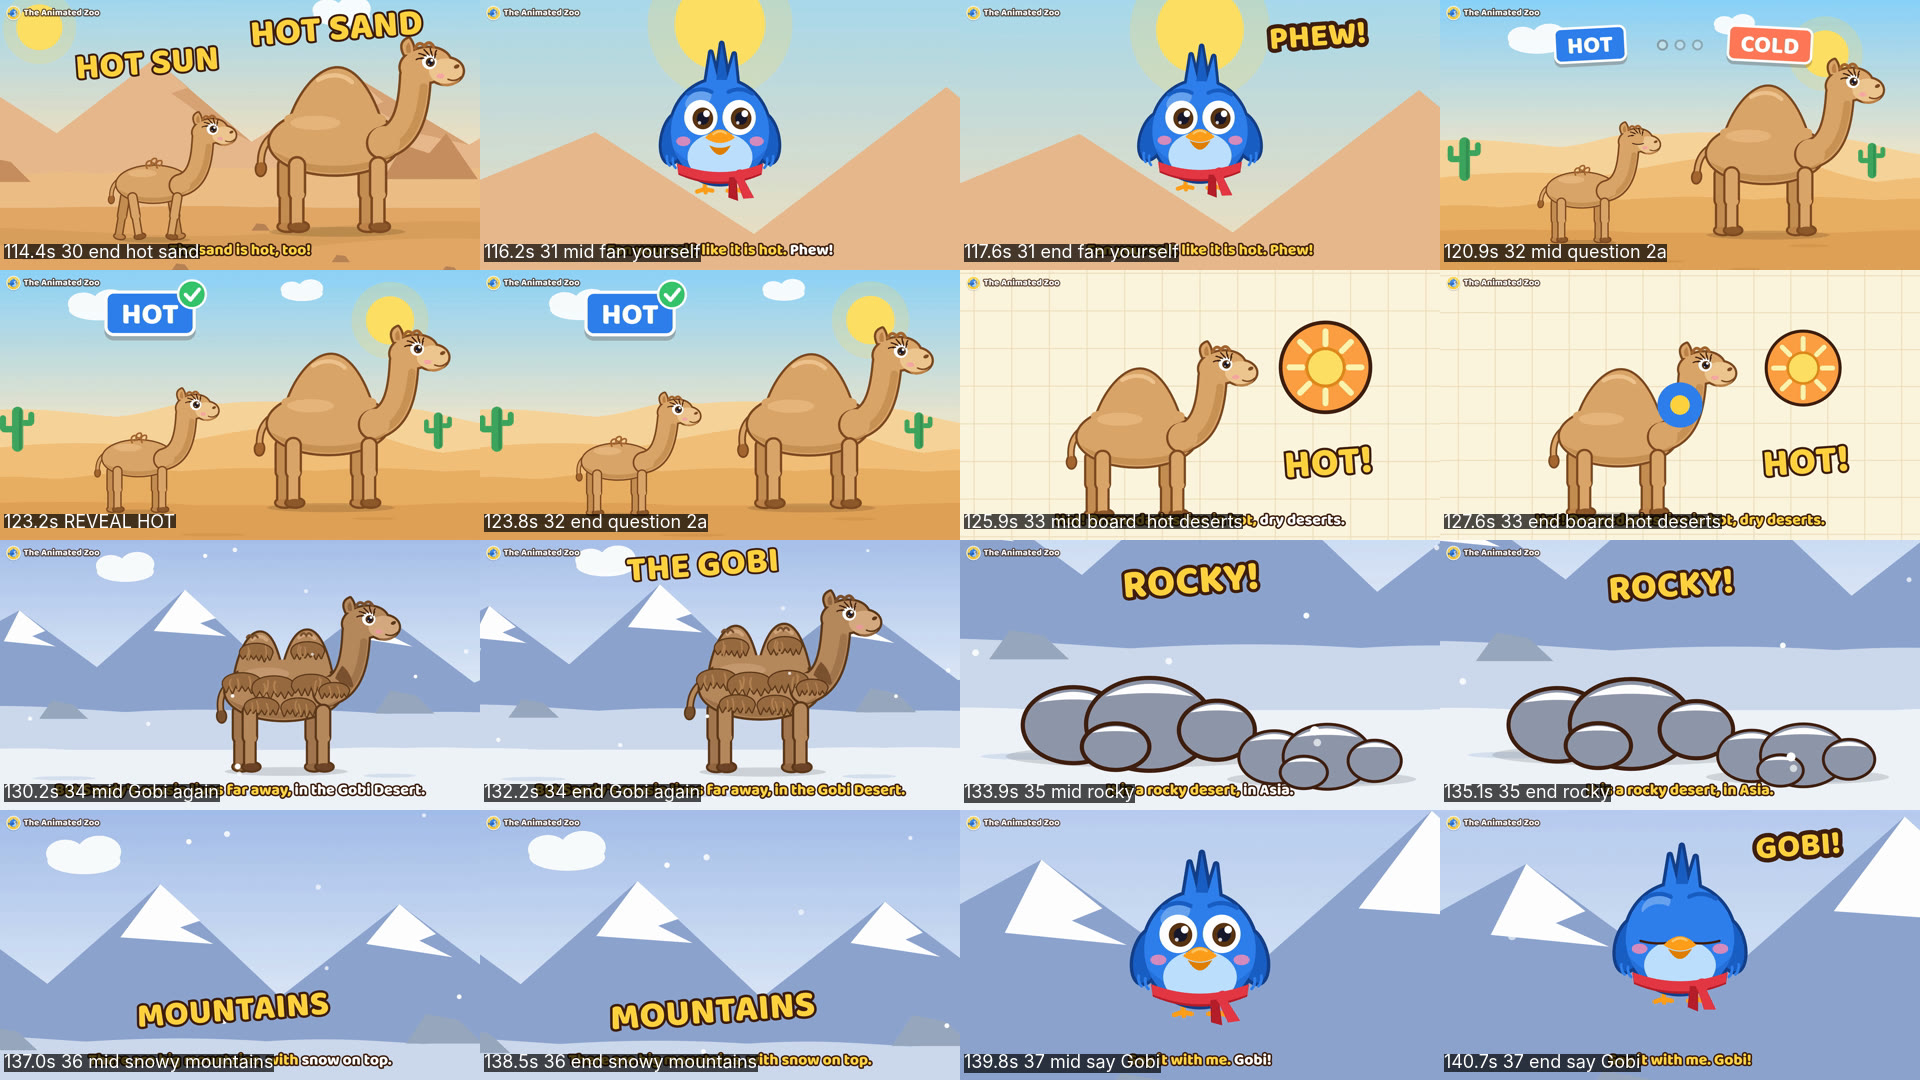 The Animated Zoo
HOT SUN
HOT SAND
sand is hot, too!
114.4s 30 end hot sand
The Animated Zoo
like it is hot. Phew!
116.2s 31 mid fan yourself
The Animated Zoo
PHEW!
like it is hot. Phew!
117.6s 31 end fan yourself
The Animated Zoo
HOT
COLD
120.9s 32 mid question 2a
The Animated Zoo
HOT
123.2s REVEAL HOT
The Animated Zoo
HOT
123.8s 32 end question 2a
The Animated Zoo
HOT!
dry deserts.
125.9s 33 mid board hot deserts
The Animated Zoo
HOT!
dry deserts.
127.6s 33 end board hot deserts
The Animated Zoo
far away, in the Gobi Desert.
130.2s 34 mid Gobi again
The Animated Zoo
THE GOBI
far away, in the Gobi Desert.
132.2s 34 end Gobi again
The Animated Zoo
ROCKY!
a rocky desert, in Asia.
133.9s 35 mid rocky
The Animated Zoo
ROCKY!
a rocky desert, in Asia.
135.1s 35 end rocky
The Animated Zoo
MOUNTAINS
with snow on top.
137.0s 36 mid snowy mountains
The Animated Zoo
MOUNTAINS
with snow on top.
138.5s 36 end snowy mountains
The Animated Zoo
it with me. Gobi!
139.8s 37 mid say Gobi
The Animated Zoo
GOBI!
it with me. Gobi!
140.7s 37 end say Gobi